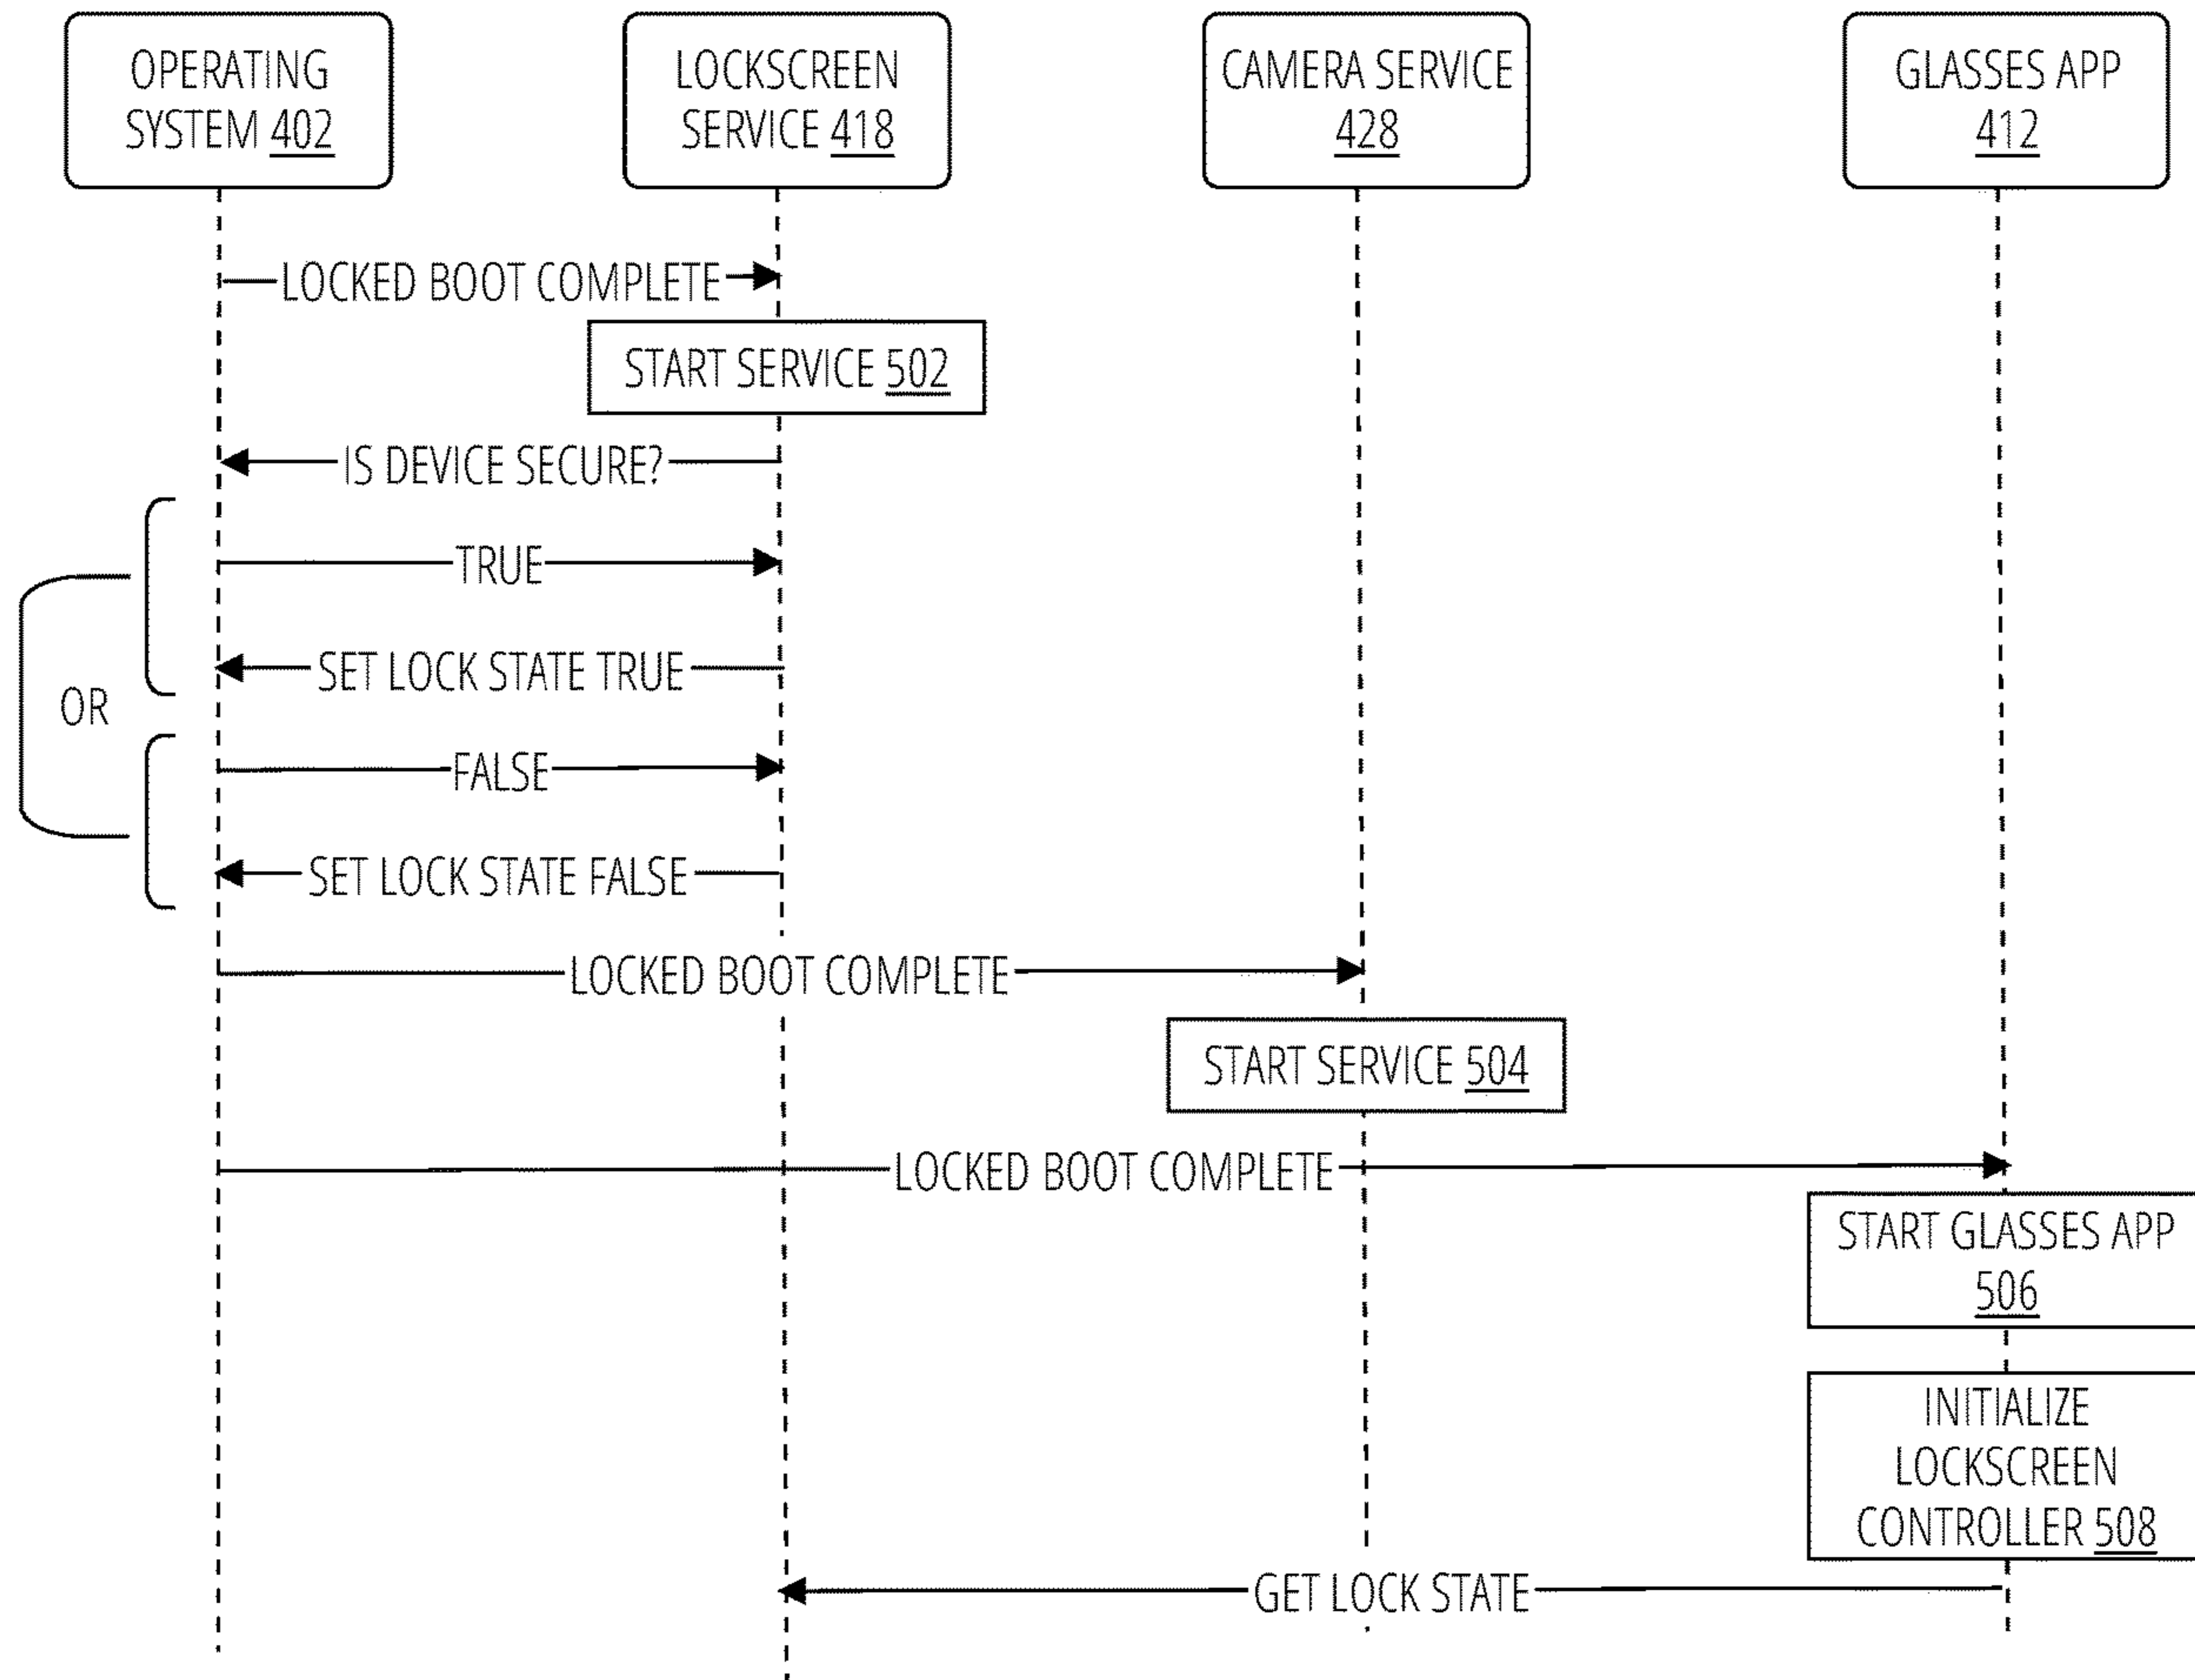 OPERATING
SYSTEM 402
LOCKSCREEN
SERVICE 418
CAMERA SERVICE
428
GLASSES APP
412
LOCKED BOOT COMPLETE
START SERVICE 502
IS DEVICE SECURE?
TRUE
SET LOCK STATE TRUE
OR
FALSE
SET LOCK STATE FALSE
LOCKED BOOT COMPLETE
START SERVICE 504
LOCKED BOOT COMPLETE
START GLASSES APP
506
INITIALIZE
LOCKSCREEN
CONTROLLER 508
GET LOCK STATE